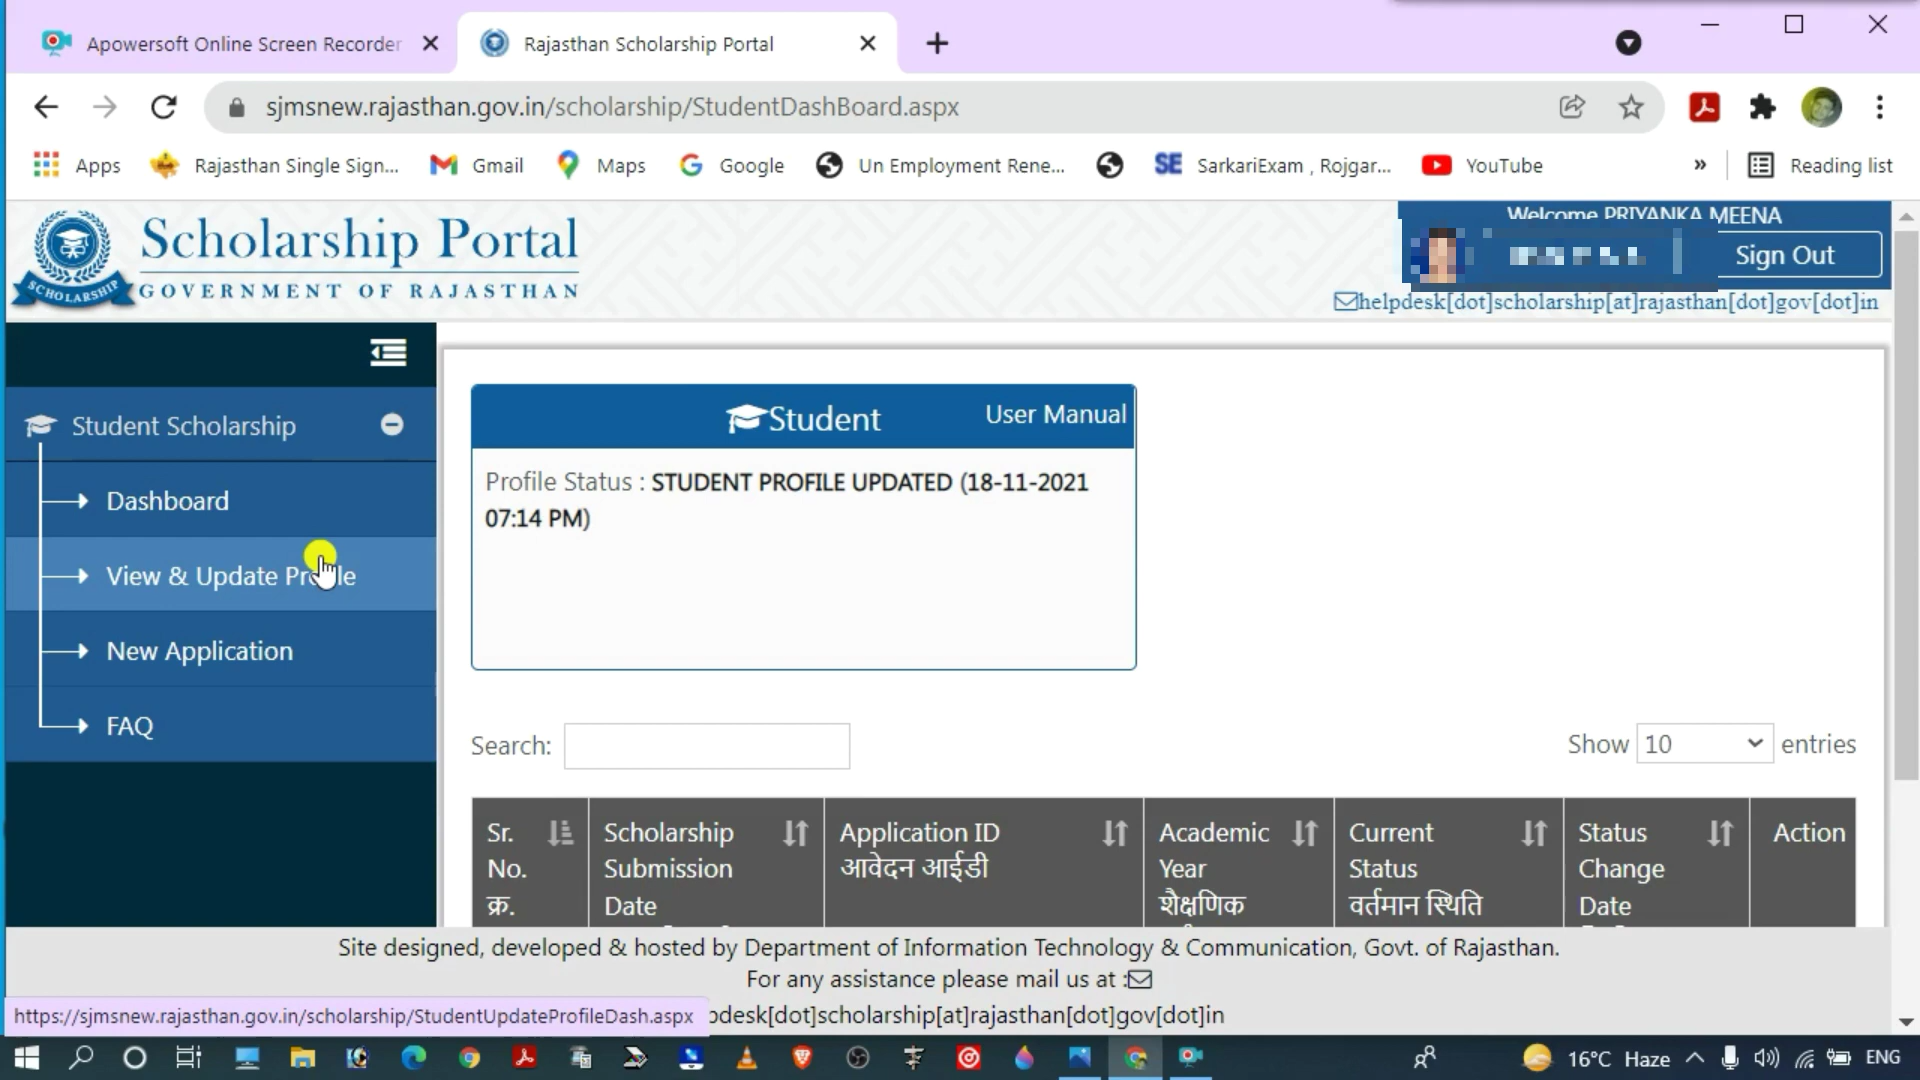 Apowersoft Online Screen Recorder
Rajasthan Scholarship Portal
sjmsnew.rajasthan.gov.in/scholarship/StudentDashBoard.aspx
Apps
Rajasthan Single Sign...
Gmail
Maps
Google
Un Employment Rene...
SE
SarkariExam , Rojgar...
YouTube
»
Reading list
SCHOLARSHIP
Scholarship Portal
GOVERNMENT OF RAJASTHAN
Welcome PRIYANKA MEENA
Sign Out
helpdesk[dot]scholarship[at]rajasthan[dot]gov[dot]in
Student Scholarship
Dashboard
View & Update
New Application
FAQ
Student
User Manual
Profile Status : STUDENT PROFILE UPDATED (18-11-2021
07:14 PM)
Search:
Show 10 entries
Sr.
No.
क्र.
Scholarship
Submission
Date
Application ID
आवेदन आईडी
Academic
Year
शैक्षणिक
Current
Status
वर्तमान स्थिति
Status
Change
Date
Action
Site designed, developed & hosted by Department of Information Technology & Communication, Govt. of Rajasthan.
For any assistance please mail us at :
https://sjmsnew.rajasthan.gov.in/scholarship/StudentUpdateProfileDash.aspx
pdesk[dot]scholarship[at]rajasthan[dot]gov[dot]in
16°C Haze
ENG